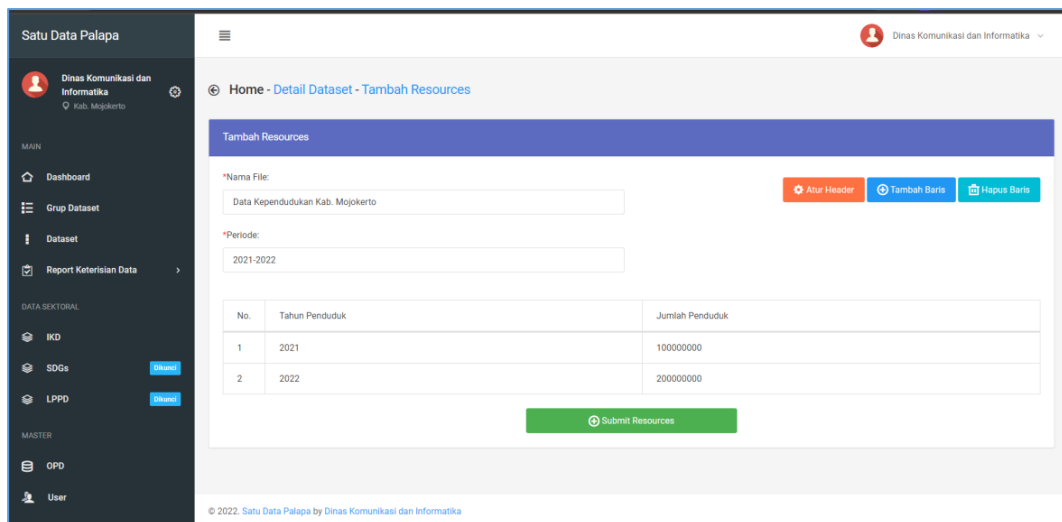 Satu Data Palapa
Dinas Komunikasi dan Informatika
Dinas Komunikasi dan
Informatika
Kab. Mojokerto
MAIN
Dashboard
Grup Dataset
Dataset
Report Keterisian Data
DATA SEKTORAL
IKD
SDGs Dikunci
LPPD Dikunci
MASTER
OPD
User
Home - Detail Dataset - Tambah Resources
Tambah Resources
*Nama File:
Data Kependudukan Kab. Mojokerto
Atur Header Tambah Baris Hapus Baris
*Periode:
2021-2022
No. Tahun Penduduk Jumlah Penduduk
1 2021 100000000
2 2022 200000000
Submit Resources
© 2022. Satu Data Palapa by Dinas Komunikasi dan Informatika